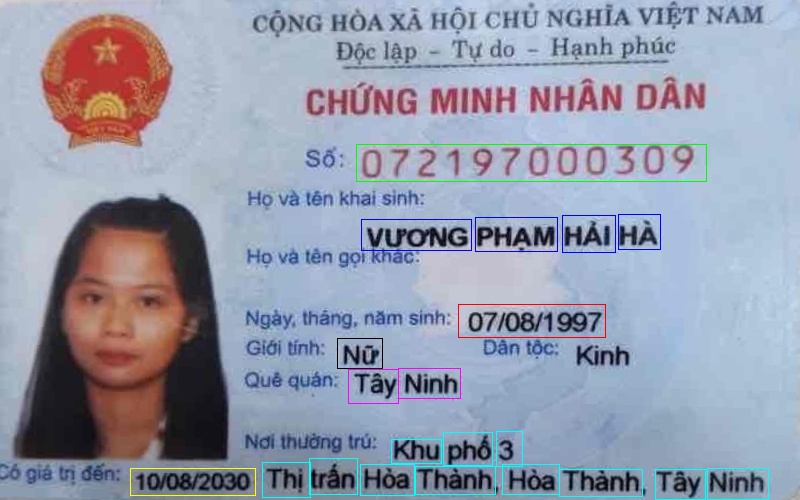 CỘNG HÒA XÃ HỘI CHỦ NGHĨA VIỆT NAM
Độc lập - Tự do - Hạnh phúc
CHỨNG MINH NHÂN DÂN
Số: 072197000309
Họ và tên khai sinh:
VƯƠNG PHẠM HẢI HÀ
Họ và tên gọi khác:
Ngày, tháng, năm sinh: 07/08/1997
Giới tính: Nữ Dân tộc: Kinh
Quê quán: Tây Ninh
Nơi thường trú: Khu phố 3
Có giá trị đến: 10/08/2030 Thị trấn Hòa Thành, Hòa Thành, Tây Ninh